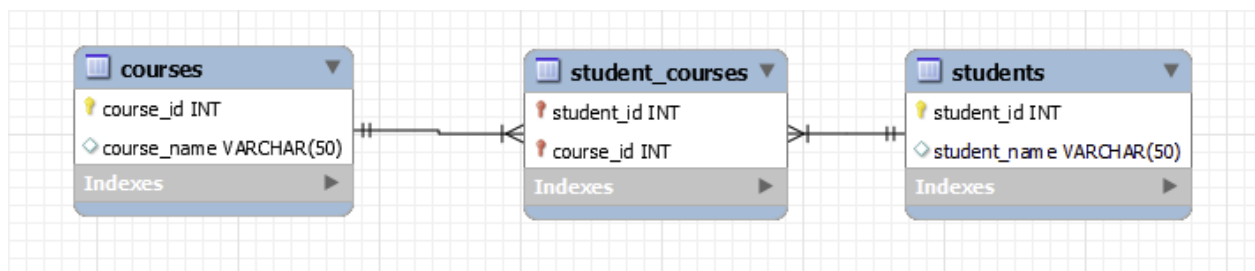 courses
course_id INT
course_name VARCHAR(50)
Indexes
student_courses
student_id INT
course_id INT
Indexes
students
student_id INT
student_name VARCHAR(50)
Indexes